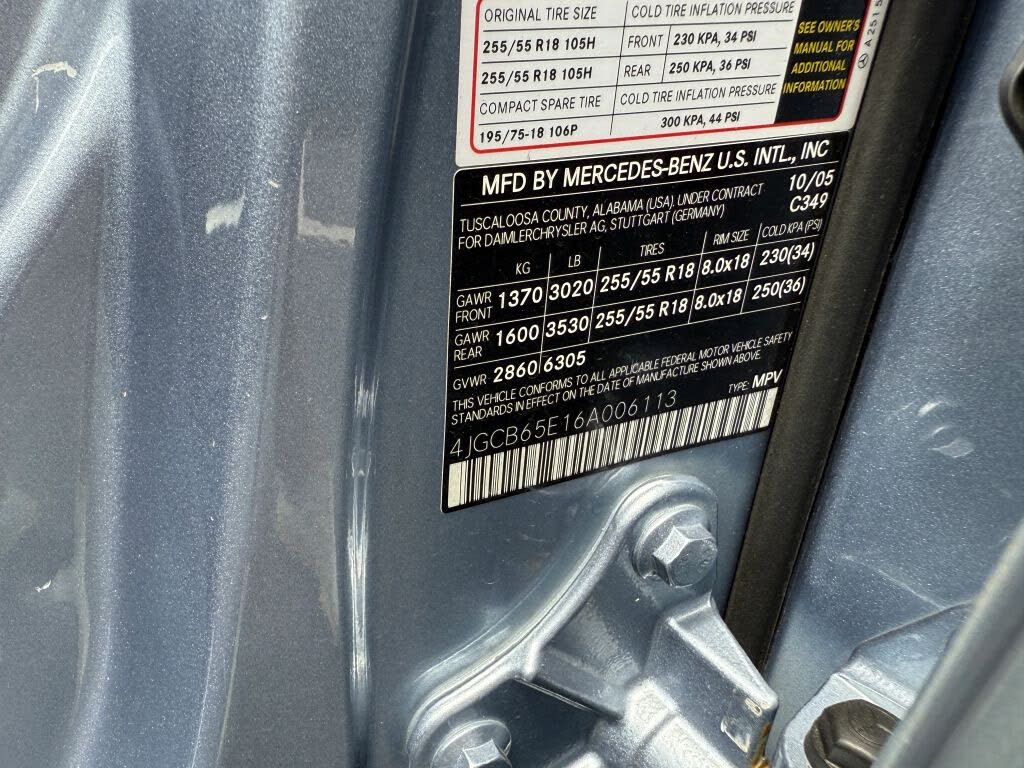 ORIGINAL TIRE SIZE COLD TIRE INFLATION PRESSURE
255/55 R18 105H FRONT 230 KPA, 34 PSI
255/55 R18 105H REAR 250 KPA, 36 PSI
COMPACT SPARE TIRE COLD TIRE INFLATION PRESSURE
195/75-18 106P 300 KPA, 44 PSI
SEE OWNER'S
MANUAL FOR
ADDITIONAL
INFORMATION
A 251 5
MFD BY MERCEDES-BENZ U.S. INTL., INC
TUSCALOOSA COUNTY, ALABAMA (USA). UNDER CONTRACT 10/05
FOR DAIMLERCHRYSLER AG, STUTTGART (GERMANY) C349
KG LB TIRES RIM SIZE COLD KPA (PSI)
GAWR FRONT 1370 3020 255/55 R18 8.0x18 230(34)
GAWR REAR 1600 3530 255/55 R18 8.0x18 250(36)
GVWR 2860 6305
THIS VEHICLE CONFORMS TO ALL APPLICABLE FEDERAL MOTOR VEHICLE SAFETY
STANDARDS IN EFFECT ON THE DATE OF MANUFACTURE SHOWN ABOVE.
4JGCB65E16A006113 TYPE: MPV